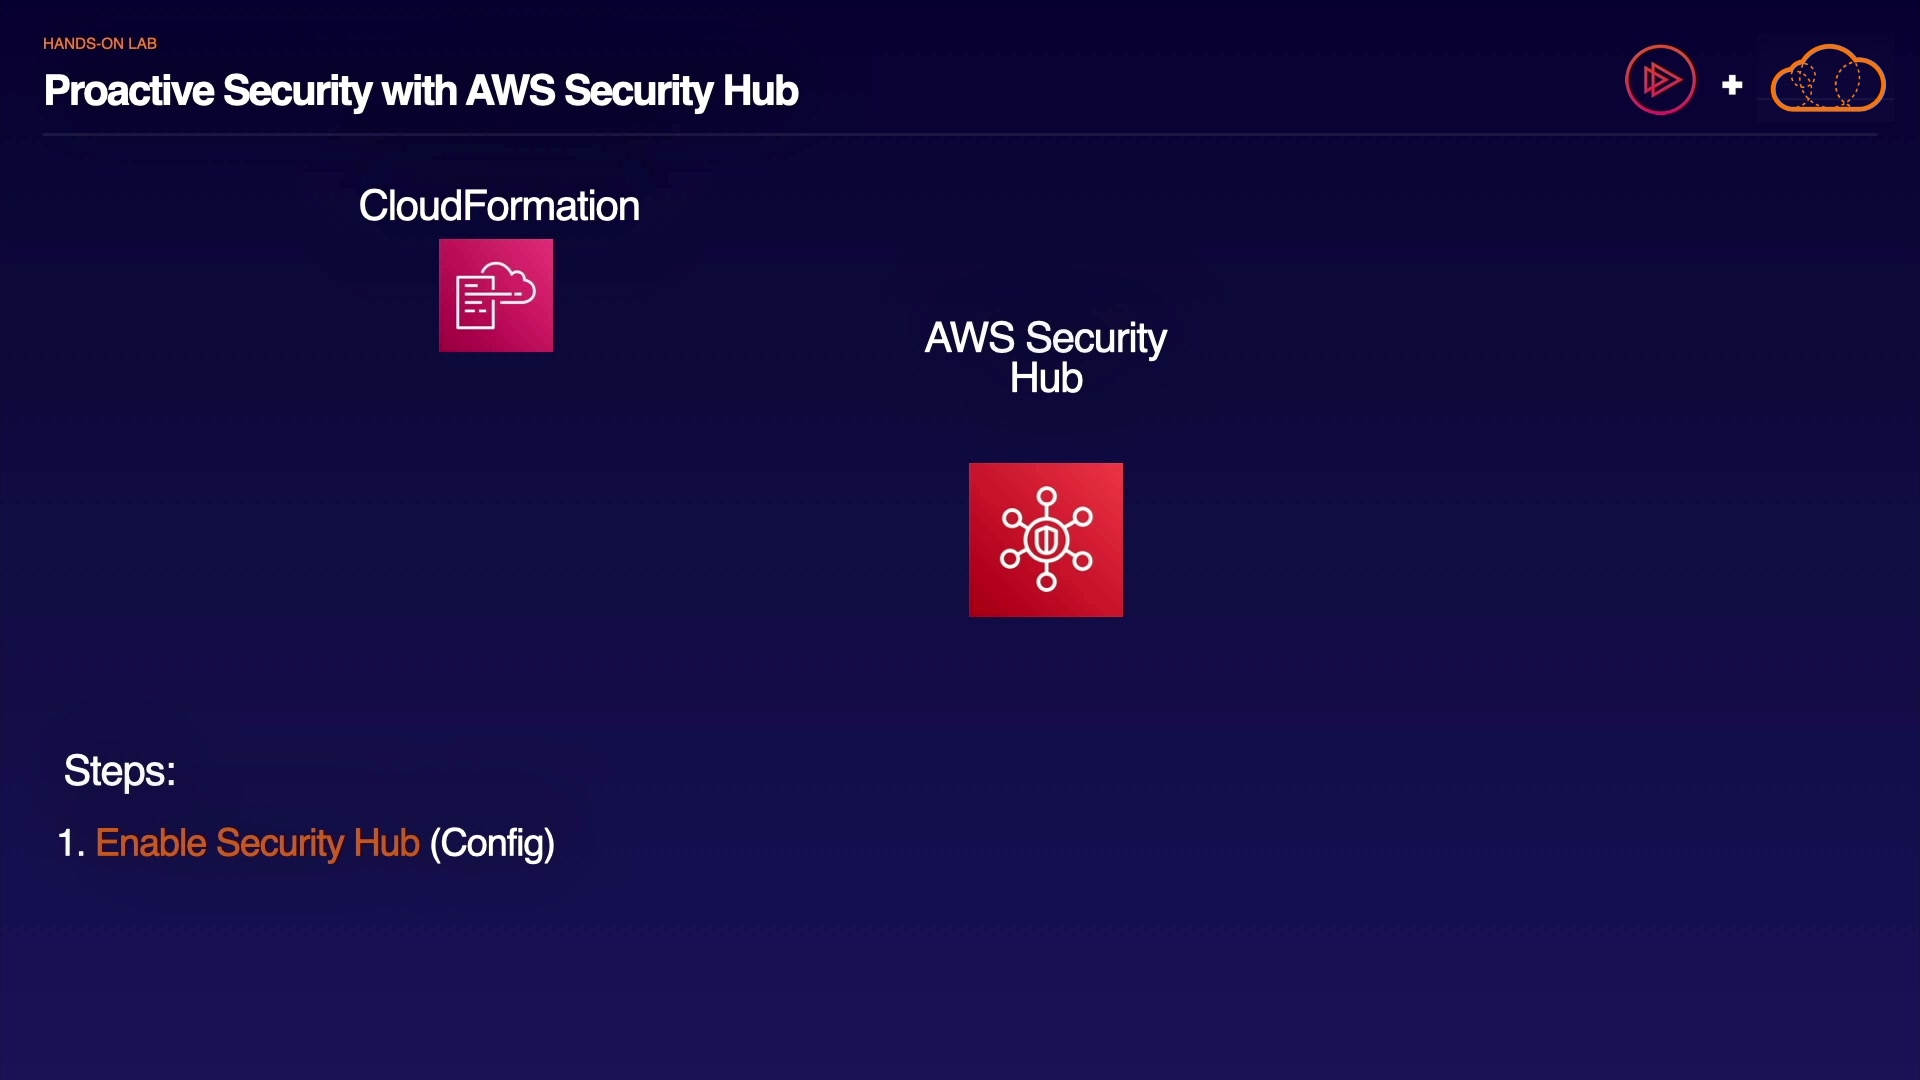 HANDS-ON LAB
Proactive Security with AWS Security Hub
CloudFormation
AWS Security
Hub
Steps:
1. Enable Security Hub (Config)